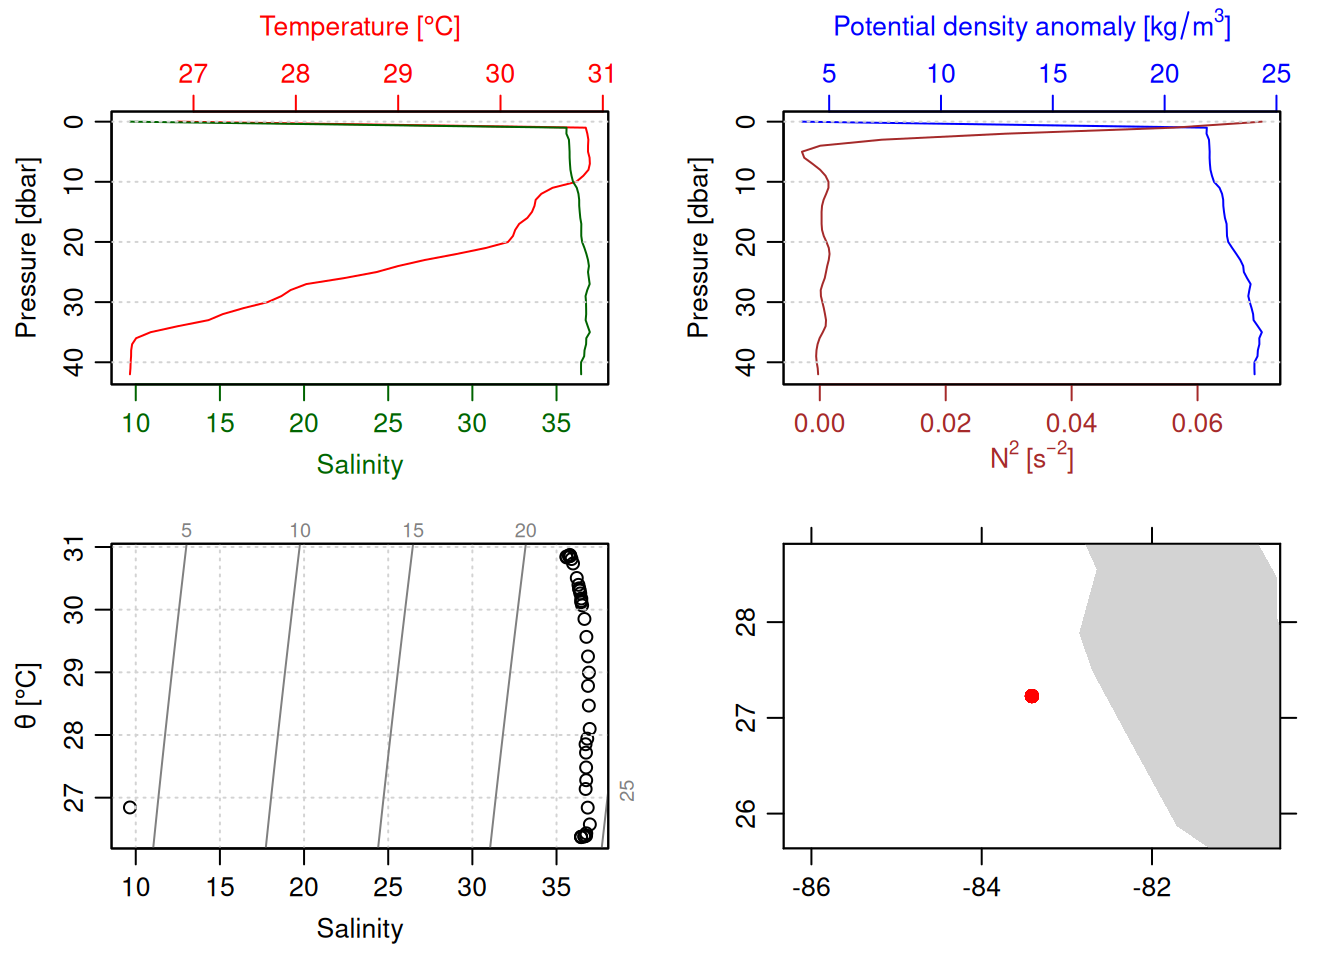 Temperature [°C]
27 28 29 30 31
Pressure [dbar]
0 10 20 30 40
10 15 20 25 30 35
Salinity
Potential density anomaly [kg/m³]
5 10 15 20 25
Pressure [dbar]
0 10 20 30 40
0.00 0.02 0.04 0.06
N² [s⁻²]
5 10 15 20
25
θ [°C]
31 30 29 28 27
10 15 20 25 30 35
Salinity
28 27 26
-86 -84 -82